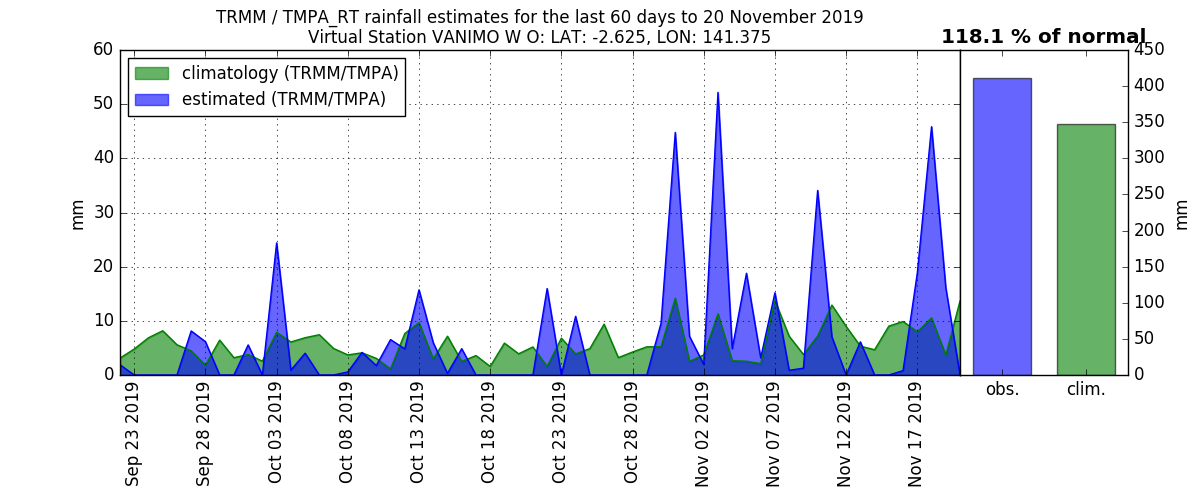 TRMM / TMPA_RT rainfall estimates for the last 60 days to 20 November 2019
Virtual Station VANIMO W O: LAT: -2.625, LON: 141.375
118.1 % of normal
climatology (TRMM/TMPA)
estimated (TRMM/TMPA)
60
50
40
30
20
10
0
mm
450
400
350
300
250
200
150
100
50
0
mm
obs.
clim.
Sep 23 2019
Sep 28 2019
Oct 03 2019
Oct 08 2019
Oct 13 2019
Oct 18 2019
Oct 23 2019
Oct 28 2019
Nov 02 2019
Nov 07 2019
Nov 12 2019
Nov 17 2019